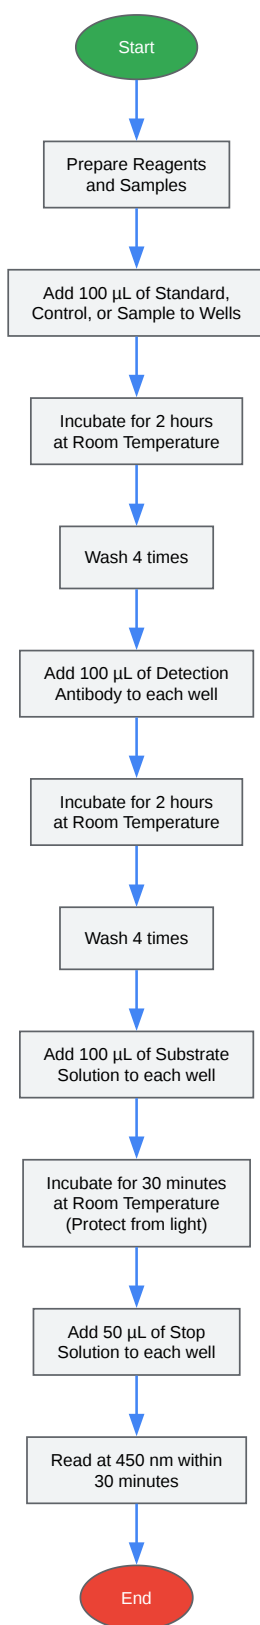 Start
Prepare Reagents
and Samples
Add 100 µL of Standard,
Control, or Sample to Wells
Incubate for 2 hours
at Room Temperature
Wash 4 times
Add 100 µL of Detection
Antibody to each well
Incubate for 2 hours
at Room Temperature
Wash 4 times
Add 100 µL of Substrate
Solution to each well
Incubate for 30 minutes
at Room Temperature
(Protect from light)
Add 50 µL of Stop
Solution to each well
Read at 450 nm within
30 minutes
End